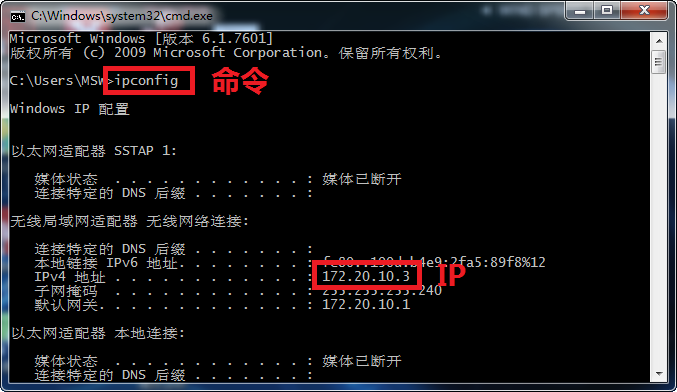 C:\Windows\system32\cmd.exe
Microsoft Windows [版本 6.1.7601]
版权所有 (c) 2009 Microsoft Corporation。保留所有权利。
C:\Users\MSW>ipconfig 命令
Windows IP 配置
以太网适配器 SSTAP 1:
媒体状态 . . . . . . . . . . . . : 媒体已断开
连接特定的 DNS 后缀 . . . . . . . :
无线局域网适配器 无线网络连接:
连接特定的 DNS 后缀 . . . . . . . :
本地链接 IPv6 地址. . . . . . . . : fe80::190d:b4e9:2fa5:89f8%12
IPv4 地址 . . . . . . . . . . . . : 172.20.10.3 IP
子网掩码 . . . . . . . . . . . . : 255.255.255.240
默认网关. . . . . . . . . . . . . : 172.20.10.1
以太网适配器 本地连接:
媒体状态 . . . . . . . . . . . . : 媒体已断开
连接特定的 DNS 后缀 . . . . . . . :